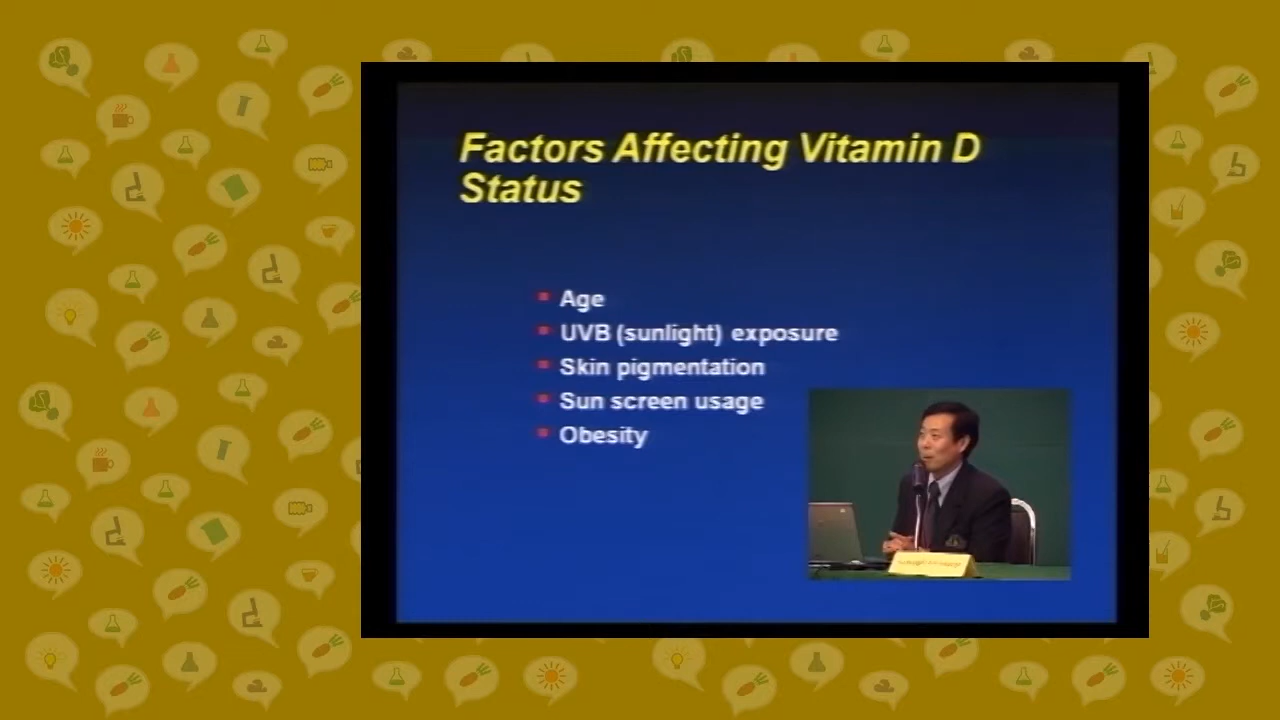 Factors Affecting Vitamin D
Status
Age
UVB (sunlight) exposure
Skin pigmentation
Sun screen usage
Obesity